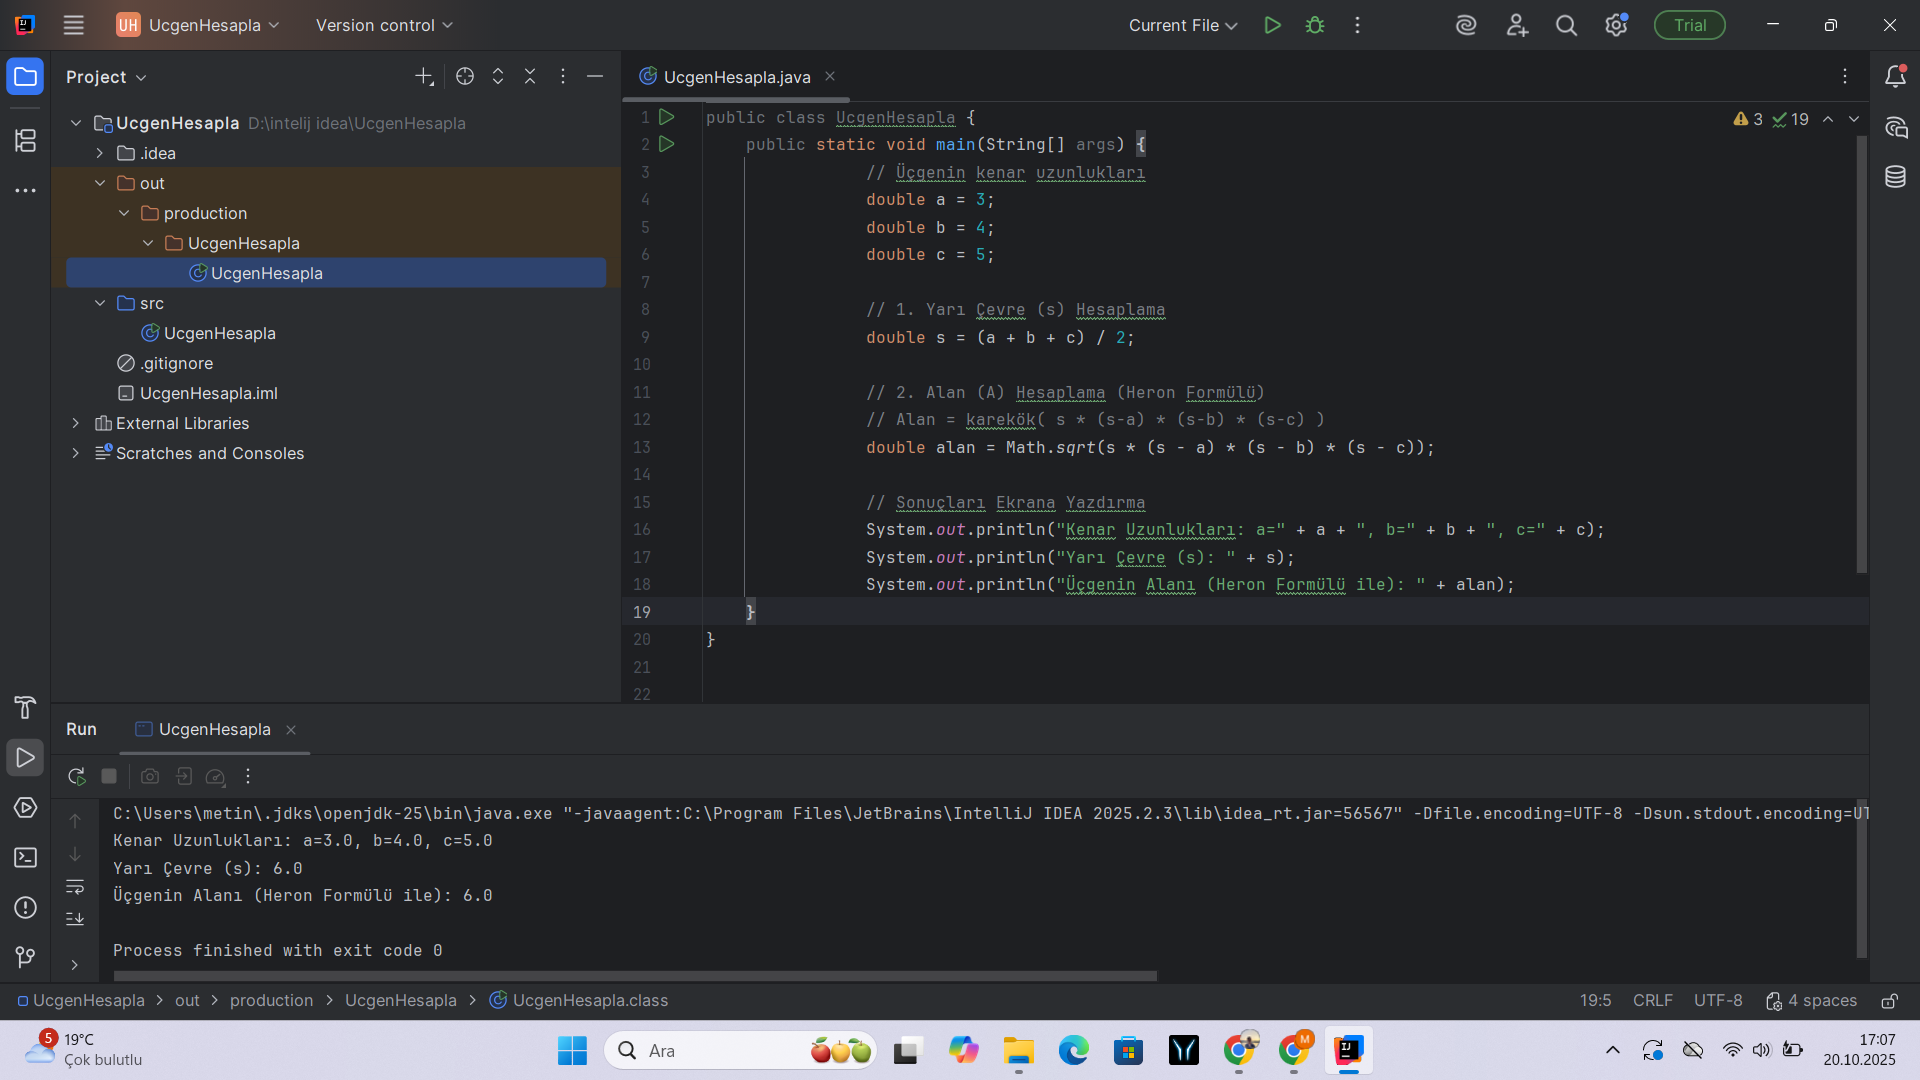 UH UcgenHesapla Version control Current File Trial
Project
UcgenHesapla D:\intelij idea\UcgenHesapla
.idea
out
production
UcgenHesapla
UcgenHesapla
src
UcgenHesapla
.gitignore
UcgenHesapla.iml
External Libraries
Scratches and Consoles
UcgenHesapla.java
3 19
1 public class UcgenHesapla {
2 public static void main(String[] args) {
3 // Üçgenin kenar uzunlukları
4 double a = 3;
5 double b = 4;
6 double c = 5;
7
8 // 1. Yarı Çevre (s) Hesaplama
9 double s = (a + b + c) / 2;
10
11 // 2. Alan (A) Hesaplama (Heron Formülü)
12 // Alan = karekök( s * (s-a) * (s-b) * (s-c) )
13 double alan = Math.sqrt(s * (s - a) * (s - b) * (s - c));
14
15 // Sonuçları Ekrana Yazdırma
16 System.out.println("Kenar Uzunlukları: a=" + a + ", b=" + b + ", c=" + c);
17 System.out.println("Yarı Çevre (s): " + s);
18 System.out.println("Üçgenin Alanı (Heron Formülü ile): " + alan);
19 }
20 }
21
22
Run UcgenHesapla
C:\Users\metin\.jdks\openjdk-25\bin\java.exe "-javaagent:C:\Program Files\JetBrains\IntelliJ IDEA 2025.2.3\lib\idea_rt.jar=56567" -Dfile.encoding=UTF-8 -Dsun.stdout.encoding=UT
Kenar Uzunlukları: a=3.0, b=4.0, c=5.0
Yarı Çevre (s): 6.0
Üçgenin Alanı (Heron Formülü ile): 6.0
Process finished with exit code 0
UcgenHesapla > out > production > UcgenHesapla > UcgenHesapla.class 19:5 CRLF UTF-8 4 spaces
5 19°C
Çok bulutlu
Ara
M
17:07
20.10.2025